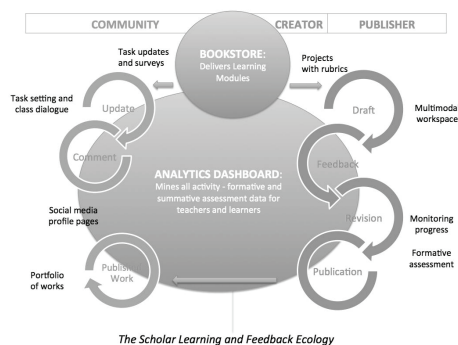 COMMUNITY
CREATOR
PUBLISHER
BOOKSTORE:
Delivers Learning
Modules
Task updates
and surveys
Projects
with rubrics
Task setting and
class dialogue
Update
Draft
Multimoda
workspace
Comment
Feedback
ANALYTICS DASHBOARD:
Mines all activity - formative and
summative assessment data for
teachers and learners
Social media
profile pages
Revision
Monitoring
progress
Formative
assessment
Portfolio
of works
Publish
Work
Publication
The Scholar Learning and Feedback Ecology